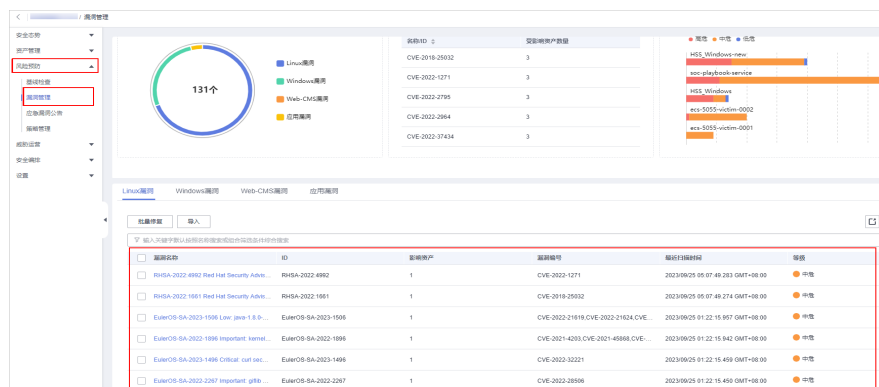 / 漏洞管理
安全态势
资产管理
风险预防
基线检查
漏洞管理
应急漏洞公告
策略管理
威胁运营
安全编排
设置
131个
Linux漏洞
Windows漏洞
Web-CMS漏洞
应用漏洞
名称/ID 受影响资产数量
CVE-2018-25032 3
CVE-2022-1271 3
CVE-2022-2795 3
CVE-2022-2964 3
CVE-2022-37434 3
高危 中危 低危
HSS_Windows-new
soc-playbook-service
HSS_Windows
ecs-5055-victim-0002
ecs-5055-victim-0001
Linux漏洞 Windows漏洞 Web-CMS漏洞 应用漏洞
批量修复 导入
输入关键字默认按照名称搜索或组合筛选条件综合搜索
漏洞名称 ID 影响资产 漏洞编号 最近扫描时间 等级
RHSA-2022:4992 Red Hat Security Advis... RHSA-2022:4992 1 CVE-2022-1271 2023/09/25 05:07:49.283 GMT+08:00 中危
RHSA-2022:1661 Red Hat Security Advis... RHSA-2022:1661 1 CVE-2018-25032 2023/09/25 05:07:49.274 GMT+08:00 中危
EulerOS-SA-2023-1506 Low: java-1.8.0-... EulerOS-SA-2023-1506 1 CVE-2022-21619,CVE-2022-21624,CVE... 2023/09/25 01:22:15.957 GMT+08:00 中危
EulerOS-SA-2022-1896 Important: kernel... EulerOS-SA-2022-1896 1 CVE-2021-4203,CVE-2021-45868,CVE-... 2023/09/25 01:22:15.942 GMT+08:00 中危
EulerOS-SA-2023-1496 Critical: curl sec... EulerOS-SA-2023-1496 1 CVE-2022-32221 2023/09/25 01:22:15.459 GMT+08:00 中危
EulerOS-SA-2022-2267 Important: giflib ... EulerOS-SA-2022-2267 1 CVE-2022-28506 2023/09/25 01:22:15.450 GMT+08:00 中危